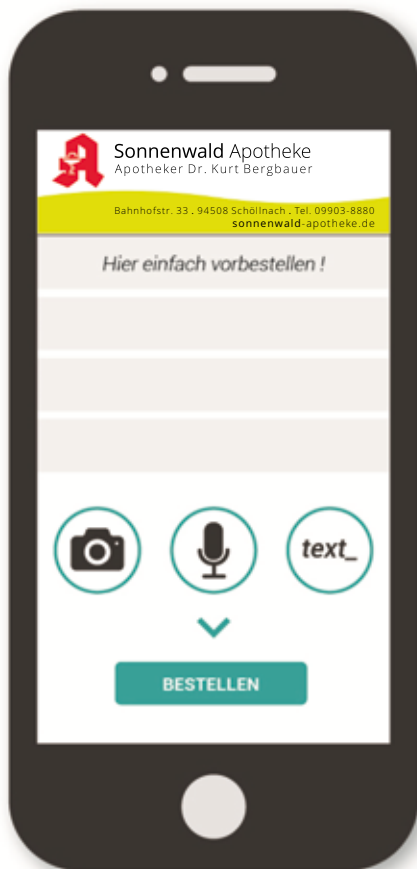 Sonnenwald Apotheke
Apotheker Dr. Kurt Bergbauer
Bahnhofstr. 33 . 94508 Schöllnach . Tel. 09903-8880
sonnenwald-apotheke.de
Hier einfach vorbestellen !
text_
BESTELLEN